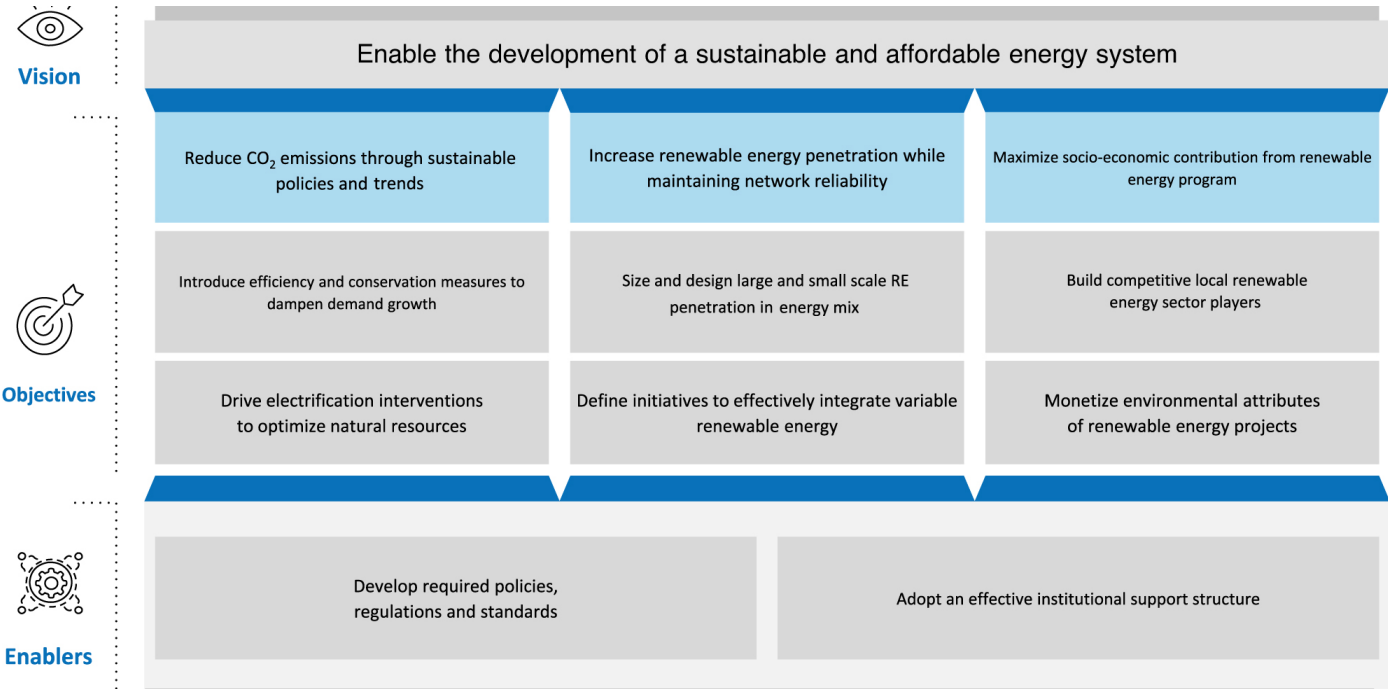 Vision
Enable the development of a sustainable and affordable energy system
Reduce CO₂ emissions through sustainable
policies and trends
Increase renewable energy penetration while
maintaining network reliability
Maximize socio-economic contribution from renewable
energy program
Objectives
Introduce efficiency and conservation measures to
dampen demand growth
Size and design large and small scale RE
penetration in energy mix
Build competitive local renewable
energy sector players
Drive electrification interventions
to optimize natural resources
Define initiatives to effectively integrate variable
renewable energy
Monetize environmental attributes
of renewable energy projects
Enablers
Develop required policies,
regulations and standards
Adopt an effective institutional support structure